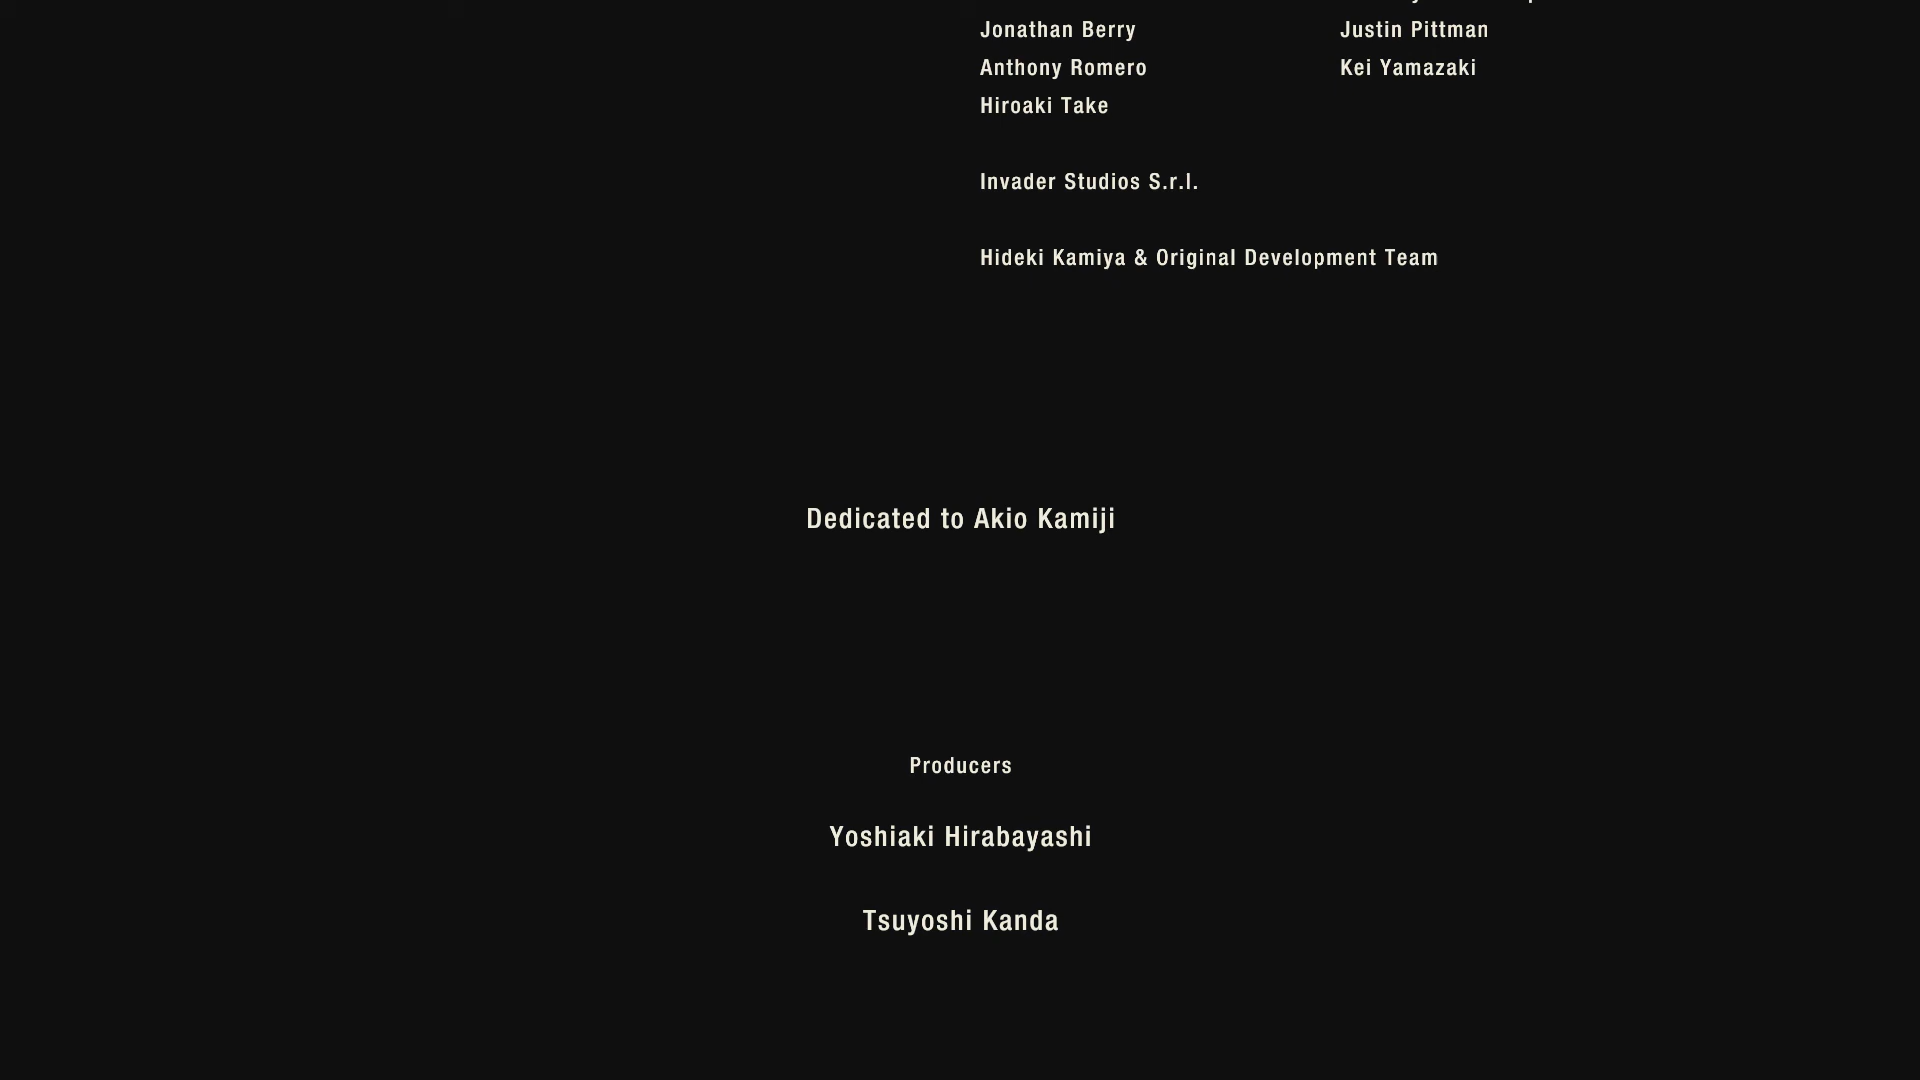 Jonathan Berry Justin Pittman
Anthony Romero Kei Yamazaki
Hiroaki Take
Invader Studios S.r.l.
Hideki Kamiya & Original Development Team
Dedicated to Akio Kamiji
Producers
Yoshiaki Hirabayashi
Tsuyoshi Kanda